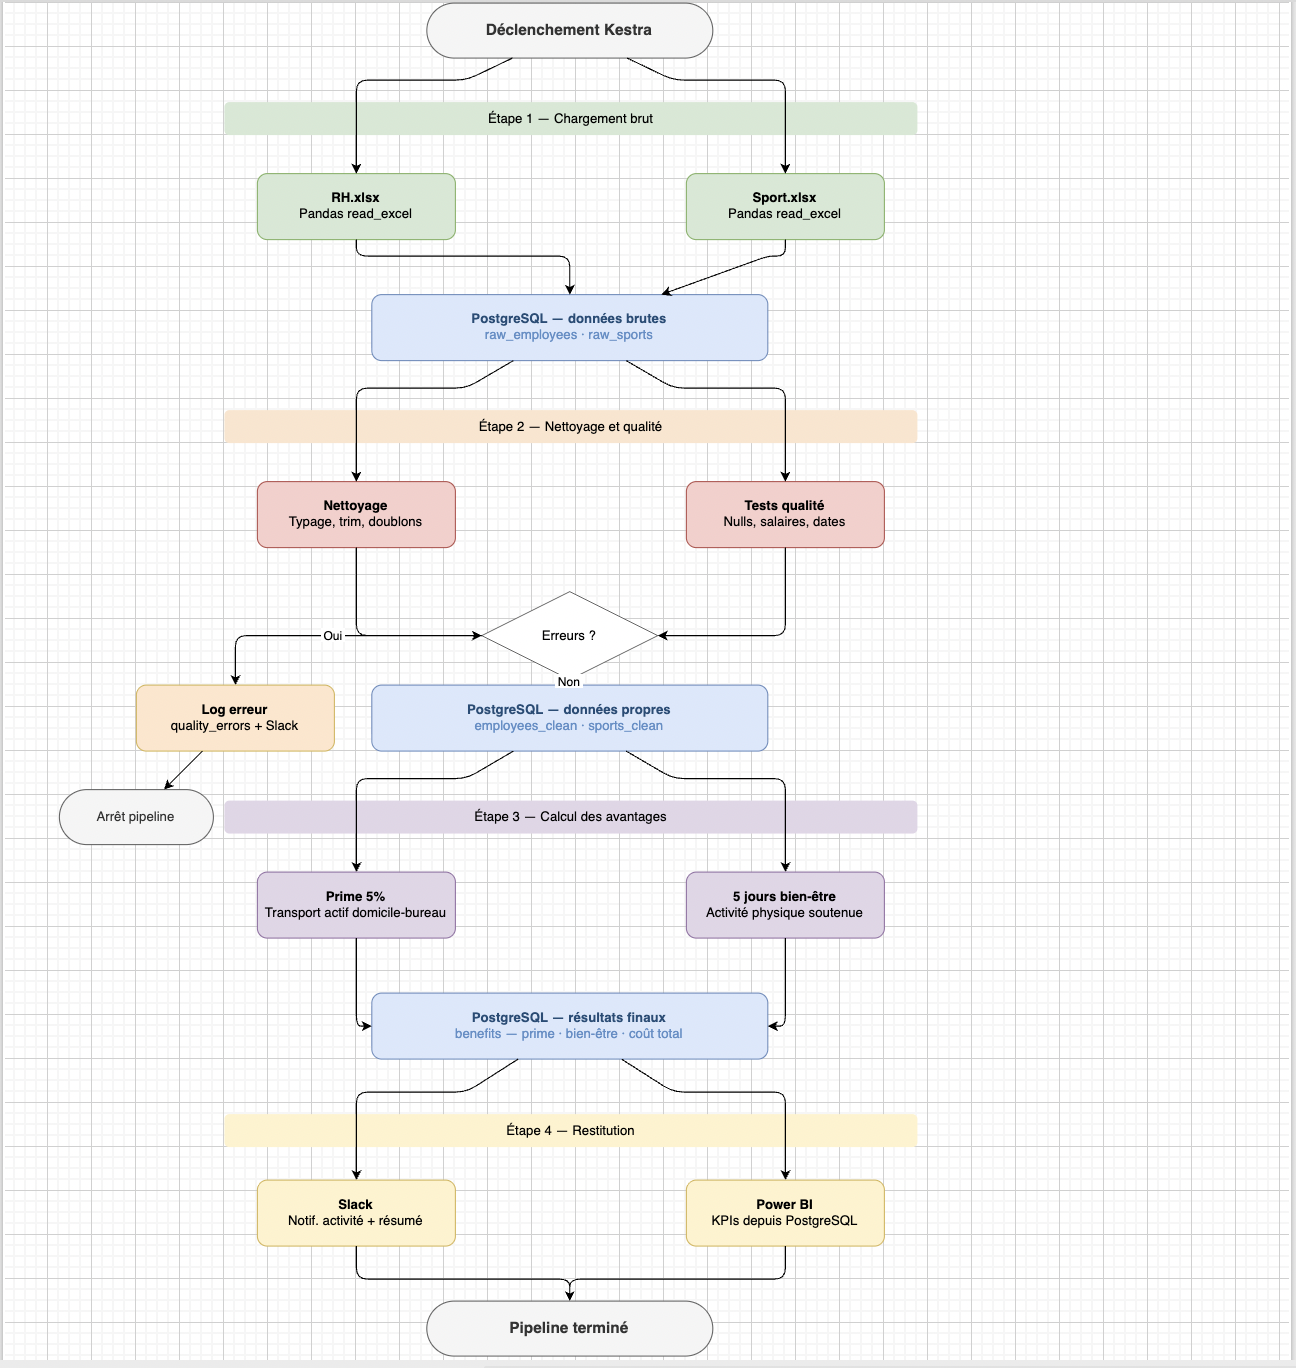 Déclenchement Kestra
Étape 1 — Chargement brut
RH.xlsx
Pandas read_excel
Sport.xlsx
Pandas read_excel
PostgreSQL — données brutes
raw_employees · raw_sports
Étape 2 — Nettoyage et qualité
Nettoyage
Typage, trim, doublons
Tests qualité
Nulls, salaires, dates
Oui
Erreurs ?
Non
Log erreur
quality_errors + Slack
PostgreSQL — données propres
employees_clean · sports_clean
Arrêt pipeline
Étape 3 — Calcul des avantages
Prime 5%
Transport actif domicile-bureau
5 jours bien-être
Activité physique soutenue
PostgreSQL — résultats finaux
benefits — prime · bien-être · coût total
Étape 4 — Restitution
Slack
Notif. activité + résumé
Power BI
KPIs depuis PostgreSQL
Pipeline terminé